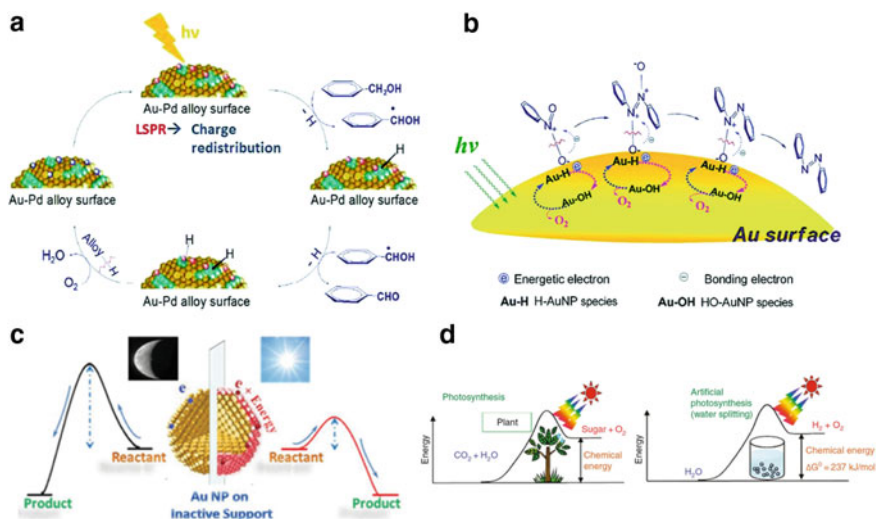 a
hν
Au-Pd alloy surface
LSPR→ Charge
redistribution
CH₂OH
- H
•
CHOH
H
Au-Pd alloy surface
Au-Pd alloy surface
H₂O
O₂
Alloy
H
H
H
Au-Pd alloy surface
- H
•
CHOH
CHO
b
hν
O
N⁺
O⁻
N⁺
N
N⁺
N
N
N
O
O
O
Au-H
Au-H
Au-H
Au-OH
Au-OH
Au-OH
O₂
O₂
O₂
Au surface
Energetic electron
Bonding electron
Au-H H-AuNP species
Au-OH HO-AuNP species
c
Reactant
Product
e
e + Energy
Au NP on
Inactive Support
Reactant
Product
d
Photosynthesis
Plant
Energy
CO₂ + H₂O
Sugar + O₂
Chemical
energy
Artificial
photosynthesis
(water splitting)
Energy
H₂O
H₂ + O₂
Chemical energy
ΔG⁰ = 237 kJ/mol